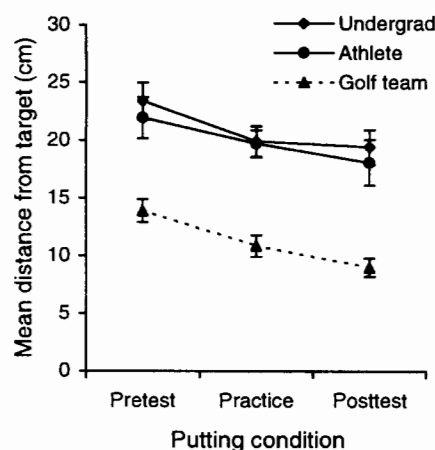 Mean distance from target (cm)
30
25
20
15
10
5
0
Undergrad
Athlete
Golf team
Pretest Practice Posttest
Putting condition